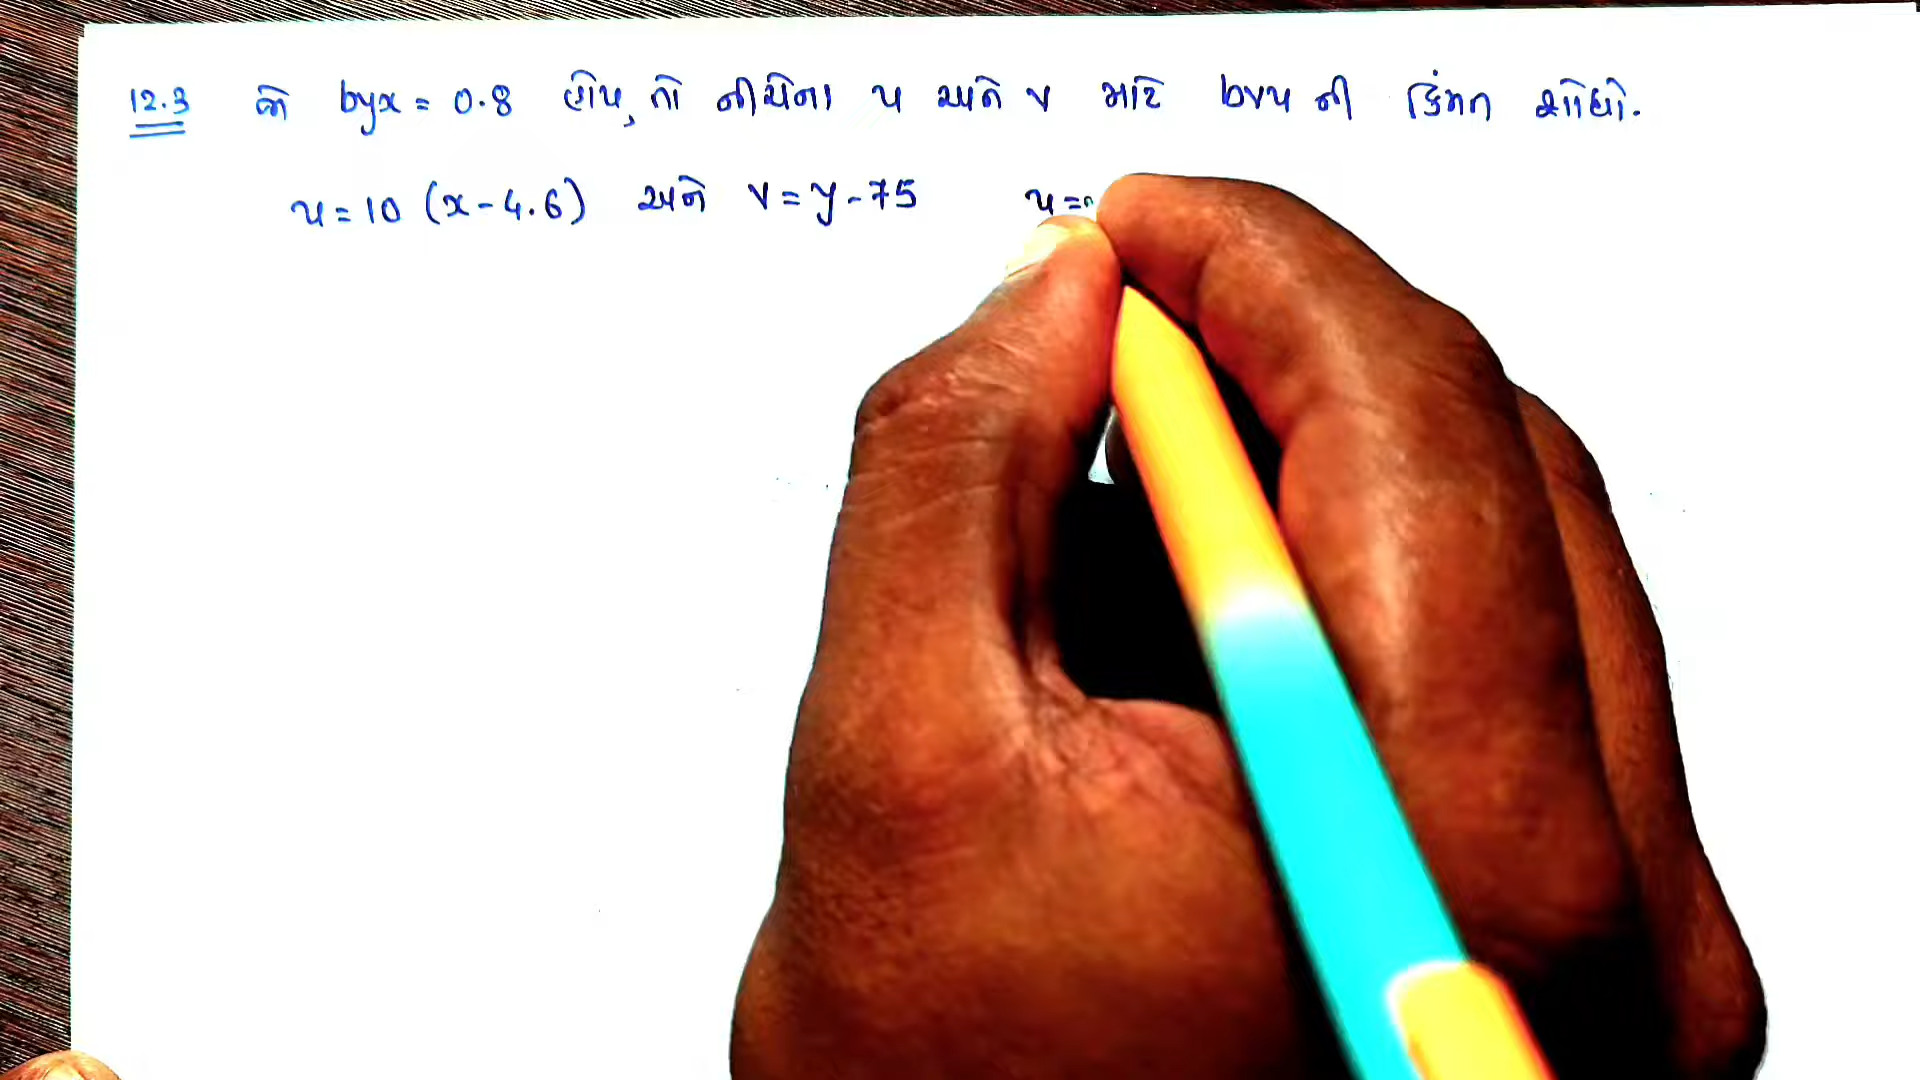 12.3 જો byx = 0.8 હોય, તો નીચેના u અને v માટે bvu ની કિંમત શોધો.
u = 10 (x - 4.6) અને v = y - 75 u =